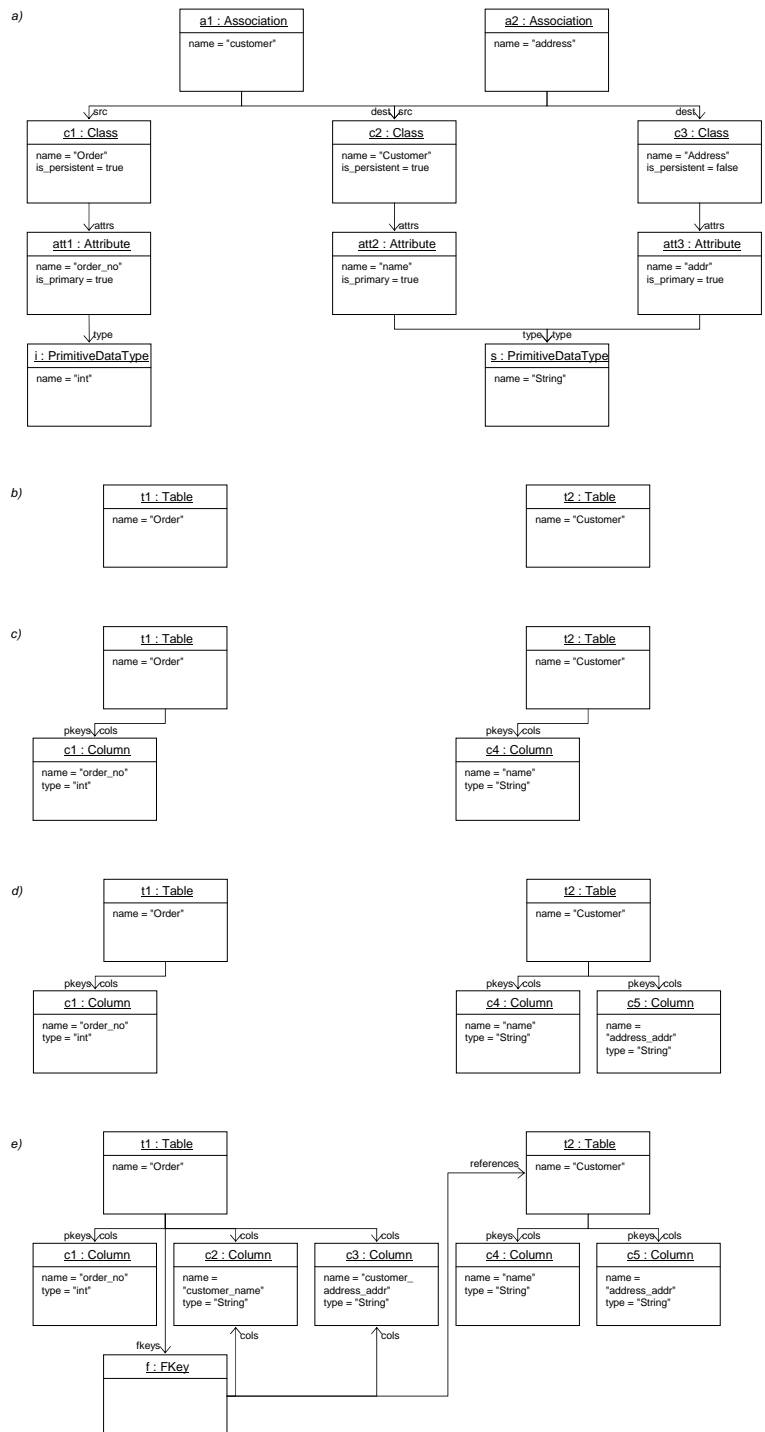 a)
a1 : Association
a2 : Association
name = "customer"
name = "address"
src
dest
src
dest
c1 : Class
c2 : Class
c3 : Class
name = "Order"
is_persistent = true
name = "Customer"
is_persistent = true
name = "Address"
is_persistent = false
attrs
attrs
attrs
att1 : Attribute
att2 : Attribute
att3 : Attribute
name = "order_no"
is_primary = true
name = "name"
is_primary = true
name = "addr"
is_primary = true
type
type
type
i : PrimitiveDataType
s : PrimitiveDataType
name = "int"
name = "String"
b)
t1 : Table
t2 : Table
name = "Order"
name = "Customer"
c)
t1 : Table
t2 : Table
name = "Order"
name = "Customer"
pkeys
cols
pkeys
cols
c1 : Column
c4 : Column
name = "order_no"
type = "int"
name = "name"
type = "String"
d)
t1 : Table
t2 : Table
name = "Order"
name = "Customer"
pkeys
cols
pkeys
cols
pkeys
cols
c1 : Column
c4 : Column
c5 : Column
name = "order_no"
type = "int"
name = "name"
type = "String"
name =
"address_addr"
type = "String"
e)
t1 : Table
t2 : Table
name = "Order"
references
name = "Customer"
pkeys
cols
cols
cols
pkeys
cols
pkeys
cols
c1 : Column
c2 : Column
c3 : Column
c4 : Column
c5 : Column
name = "order_no"
type = "int"
name =
"customer_name"
type = "String"
name = "customer_
address_addr"
type = "String"
name = "name"
type = "String"
name =
"address_addr"
type = "String"
cols
cols
fkeys
f : FKey